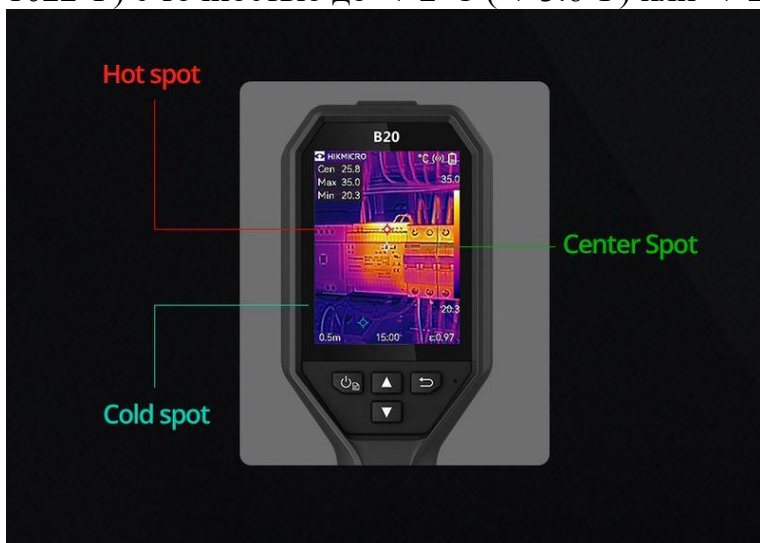 Hot spot
B20
HIKMICRO
°C
Cen 25.8
Max 35.0
Min 20.3
35.0
Center Spot
20.3
0.5m 15:00 ε:0.97
Cold spot